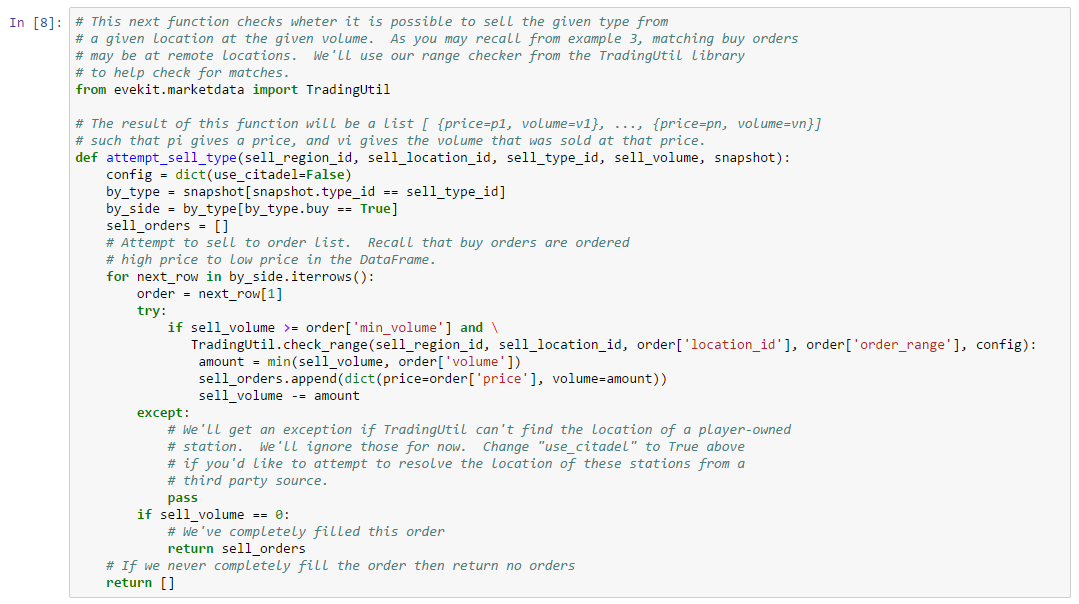 In [8]:
# This next function checks wheter it is possible to sell the given type from
# a given location at the given volume.  As you may recall from example 3, matching buy orders
# may be at remote locations.  We'll use our range checker from the TradingUtil library
# to help check for matches.
from evekit.marketdata import TradingUtil

# The result of this function will be a list [ {price=p1, volume=v1}, ..., {price=pn, volume=vn}]
# such that pi gives a price, and vi gives the volume that was sold at that price.
def attempt_sell_type(sell_region_id, sell_location_id, sell_type_id, sell_volume, snapshot):
    config = dict(use_citadel=False)
    by_type = snapshot[snapshot.type_id == sell_type_id]
    by_side = by_type[by_type.buy == True]
    sell_orders = []
    # Attempt to sell to order list.  Recall that buy orders are ordered
    # high price to low price in the DataFrame.
    for next_row in by_side.iterrows():
        order = next_row[1]
        try:
            if sell_volume >= order['min_volume'] and \
               TradingUtil.check_range(sell_region_id, sell_location_id, order['location_id'], order['order_range'], config):
                amount = min(sell_volume, order['volume'])
                sell_orders.append(dict(price=order['price'], volume=amount))
                sell_volume -= amount
        except:
            # We'll get an exception if TradingUtil can't find the location of a player-owned
            # station.  We'll ignore those for now.  Change "use_citadel" to True above
            # if you'd like to attempt to resolve the location of these stations from a
            # third party source.
            pass
        if sell_volume == 0:
            # We've completely filled this order
            return sell_orders
    # If we never completely fill the order then return no orders
    return []